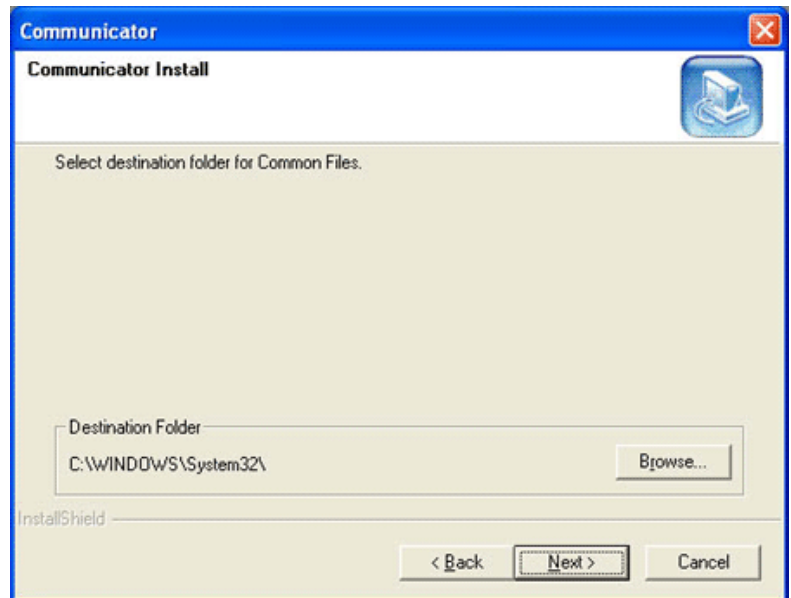 Communicator
Communicator Install
Select destination folder for Common Files.
Destination Folder
C:\WINDOWS\System32\
Browse...
InstallShield
< Back
Next >
Cancel